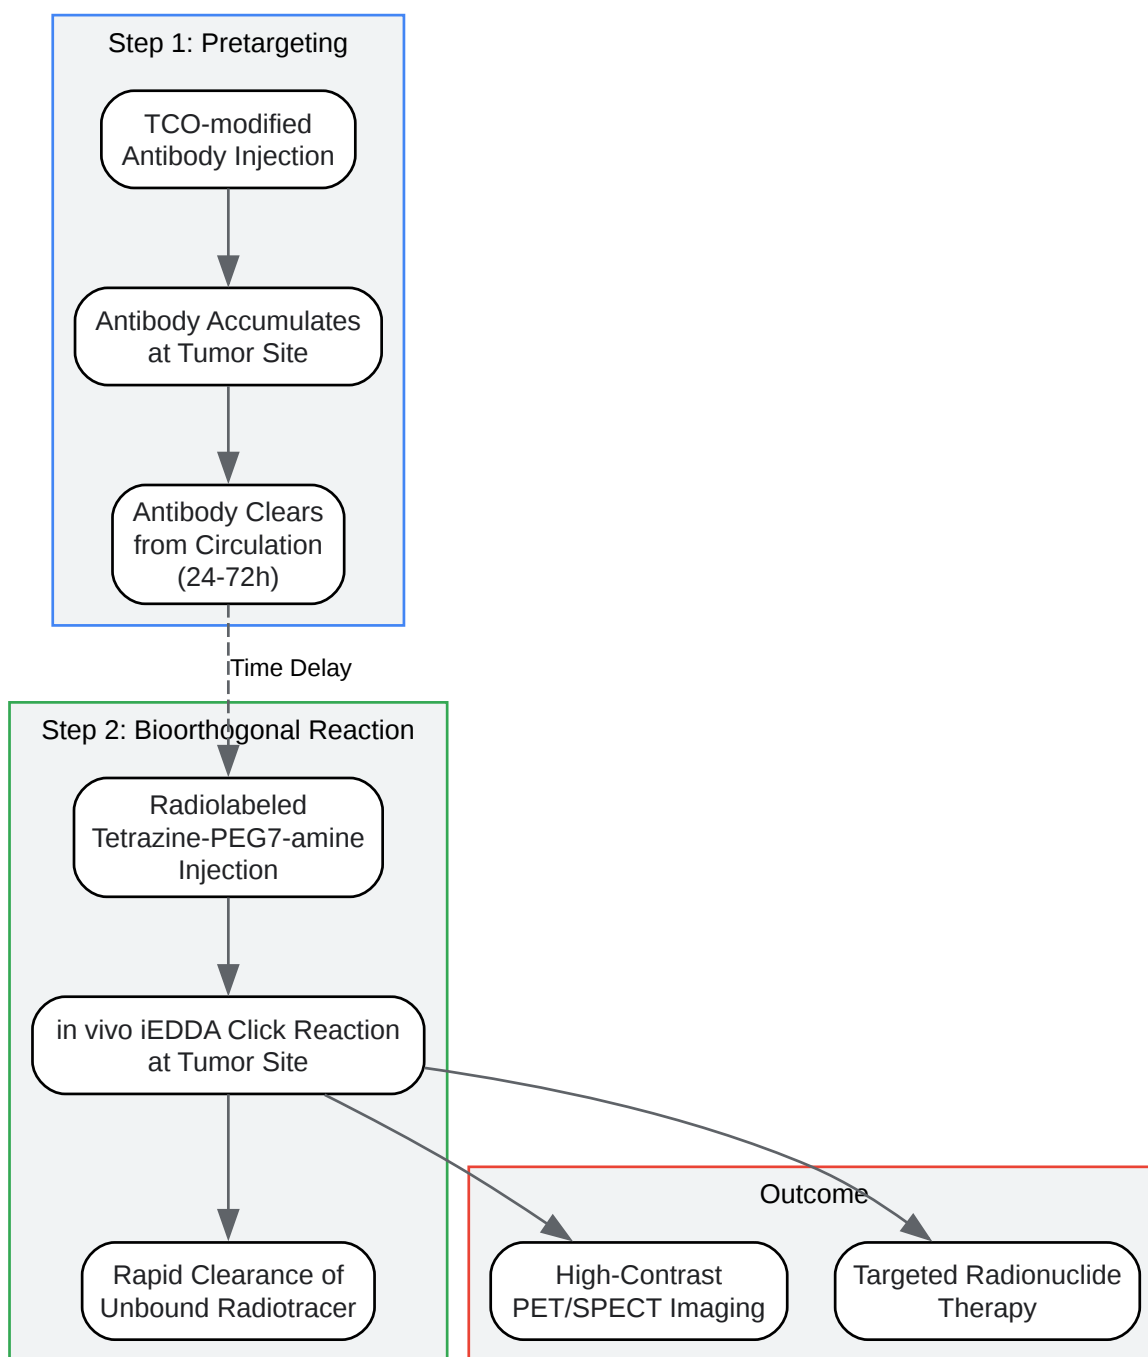 Step 1: Pretargeting
TCO-modified
Antibody Injection
Antibody Accumulates
at Tumor Site
Antibody Clears
from Circulation
(24-72h)
Time Delay
Step 2: Bioorthogonal Reaction
Radiolabeled
Tetrazine-PEG7-amine
Injection
in vivo iEDDA Click Reaction
at Tumor Site
Rapid Clearance of
Unbound Radiotracer
Outcome
High-Contrast
PET/SPECT Imaging
Targeted Radionuclide
Therapy